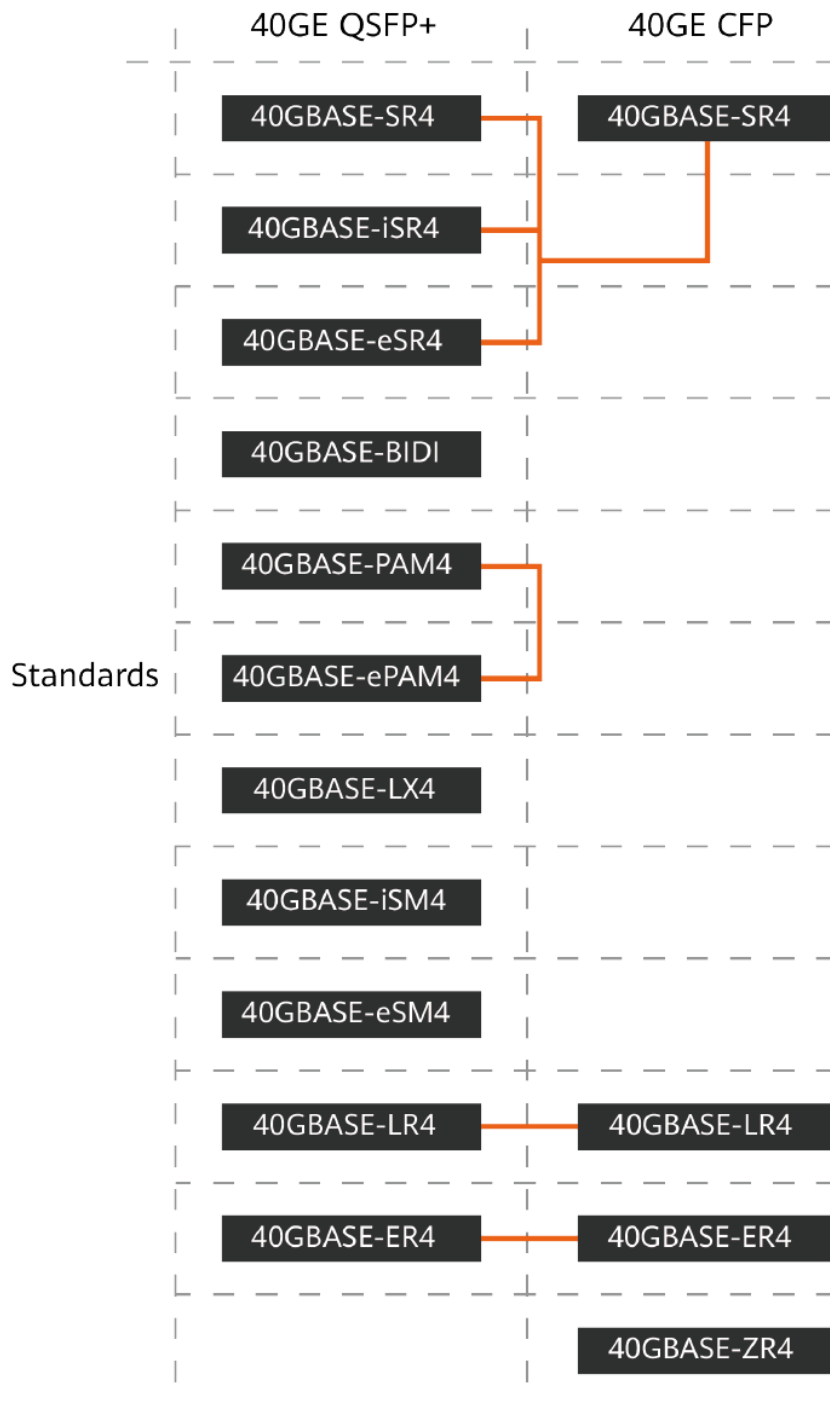 40GE QSFP+ 40GE CFP
40GBASE-SR4 40GBASE-SR4
40GBASE-iSR4
40GBASE-eSR4
40GBASE-BIDI
40GBASE-PAM4
Standards 40GBASE-ePAM4
40GBASE-LX4
40GBASE-iSM4
40GBASE-eSM4
40GBASE-LR4 40GBASE-LR4
40GBASE-ER4 40GBASE-ER4
40GBASE-ZR4